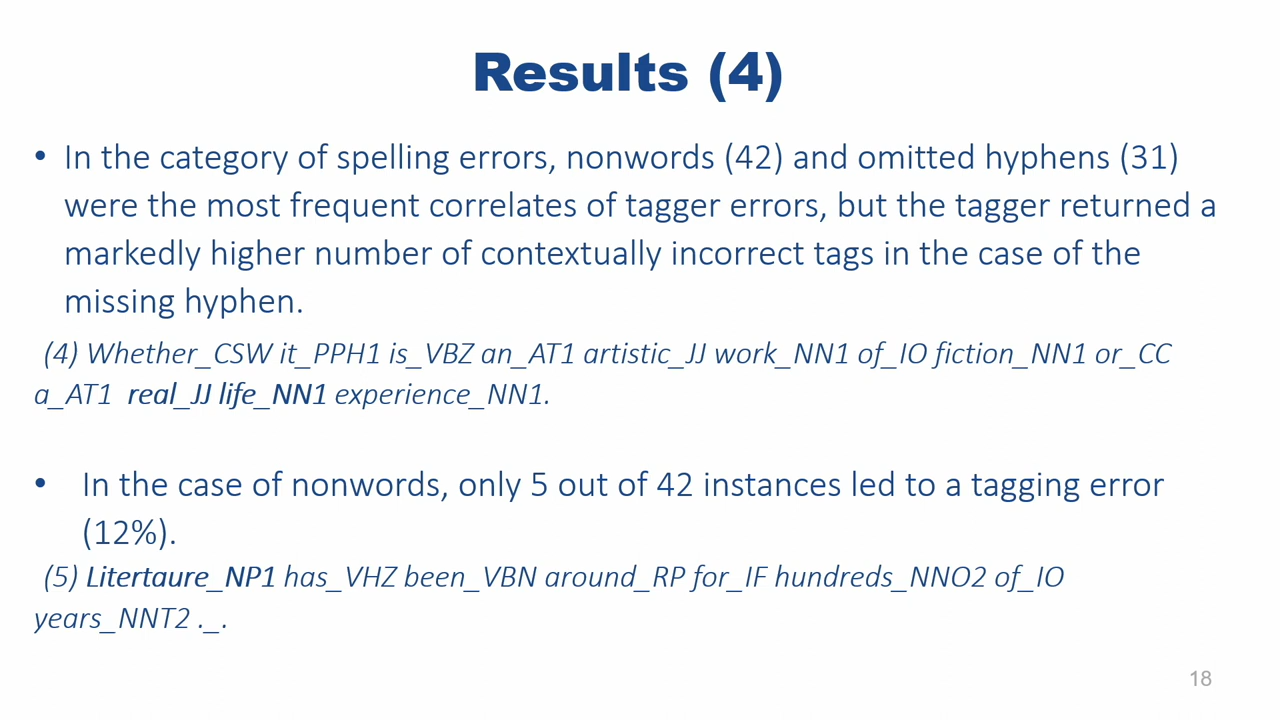 Results (4)
• In the category of spelling errors, nonwords (42) and omitted hyphens (31)
were the most frequent correlates of tagger errors, but the tagger returned a
markedly higher number of contextually incorrect tags in the case of the
missing hyphen.
(4) Whether_CSW it_PPH1 is_VBZ an_AT1 artistic_JJ work_NN1 of_IO fiction_NN1 or_CC
a_AT1 real_JJ life_NN1 experience_NN1.
• In the case of nonwords, only 5 out of 42 instances led to a tagging error
(12%).
(5) Litertaure_NP1 has_VHZ been_VBN around_RP for_IF hundreds_NNO2 of_IO
years_NNT2 ._.
18